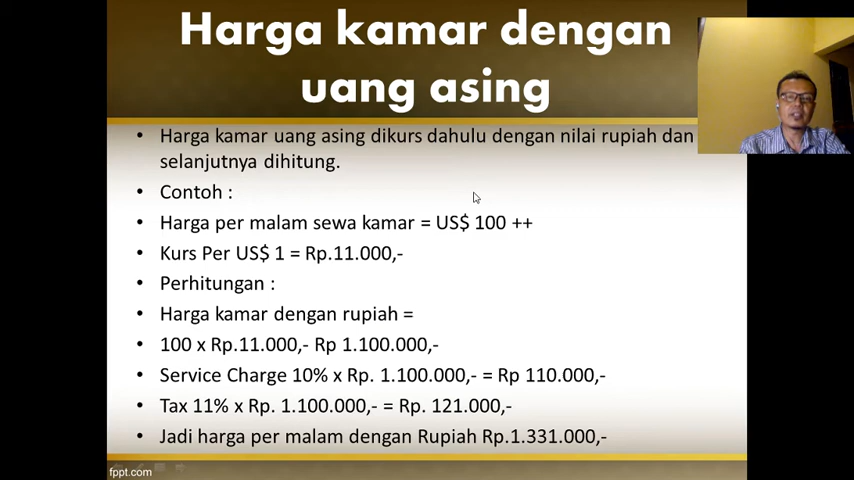 Harga kamar dengan
uang asing
• Harga kamar uang asing dikurs dahulu dengan nilai rupiah dan
selanjutnya dihitung.
• Contoh :
• Harga per malam sewa kamar = US$ 100 ++
• Kurs Per US$ 1 = Rp.11.000,-
• Perhitungan :
• Harga kamar dengan rupiah =
• 100 x Rp.11.000,- Rp 1.100.000,-
• Service Charge 10% x Rp. 1.100.000,- = Rp 110.000,-
• Tax 11% x Rp. 1.100.000,- = Rp. 121.000,-
• Jadi harga per malam dengan Rupiah Rp.1.331.000,-
fppt.com